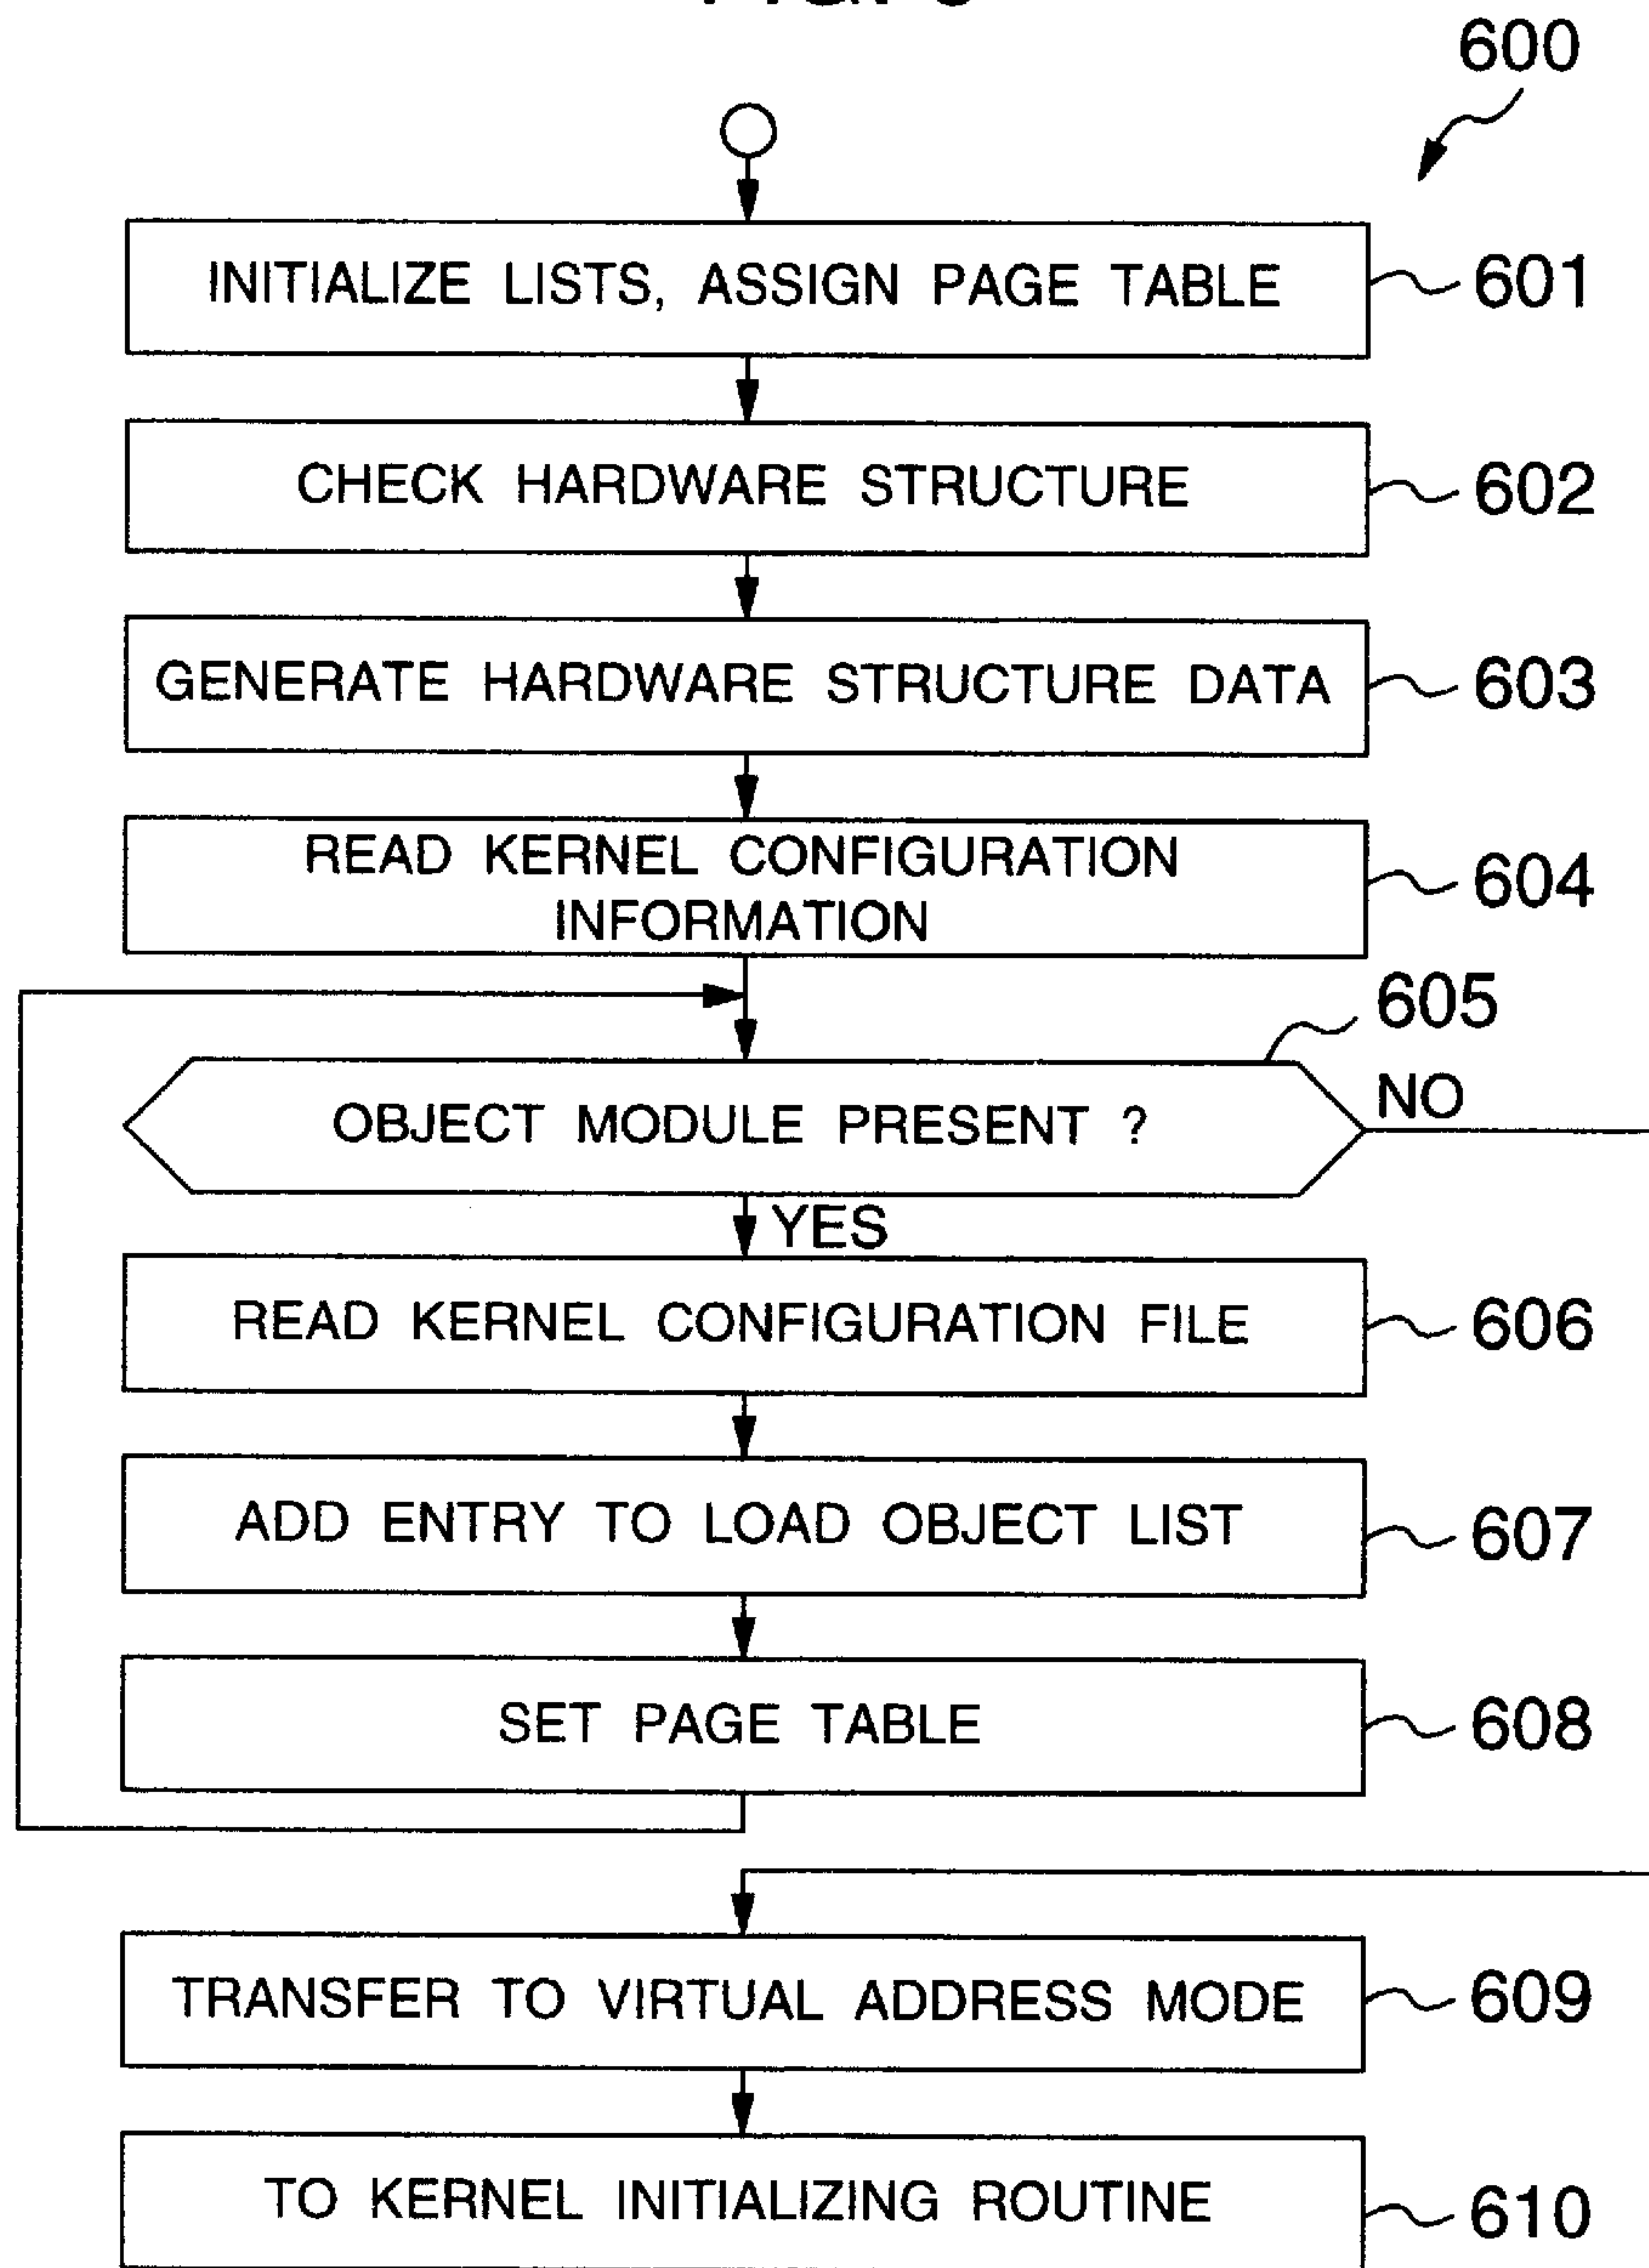 600
INITIALIZE LISTS, ASSIGN PAGE TABLE
601
CHECK HARDWARE STRUCTURE
602
GENERATE HARDWARE STRUCTURE DATA
603
READ KERNEL CONFIGURATION
INFORMATION
604
605
OBJECT MODULE PRESENT ?
NO
YES
READ KERNEL CONFIGURATION FILE
606
ADD ENTRY TO LOAD OBJECT LIST
607
SET PAGE TABLE
608
TRANSFER TO VIRTUAL ADDRESS MODE
609
TO KERNEL INITIALIZING ROUTINE
610